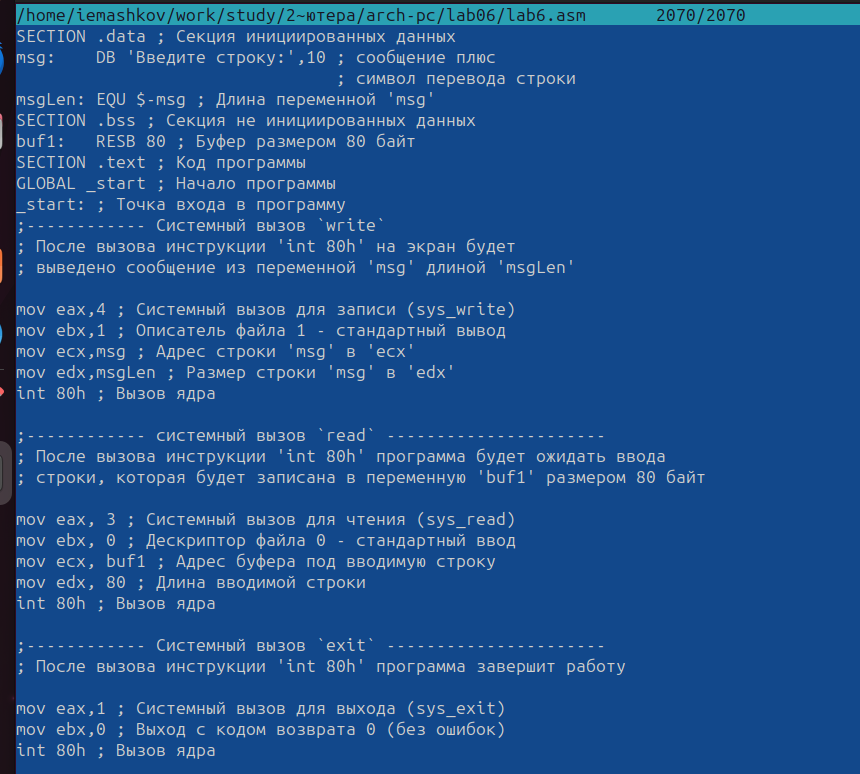 /home/iemashkov/work/study/2~ютера/arch-pc/lab06/lab6.asm 2070/2070
SECTION .data ; Секция инициированных данных
msg: DB 'Введите строку:',10 ; сообщение плюс
; символ перевода строки
msgLen: EQU $-msg ; Длина переменной 'msg'
SECTION .bss ; Секция не инициированных данных
buf1: RESB 80 ; Буфер размером 80 байт
SECTION .text ; Код программы
GLOBAL _start ; Начало программы
_start: ; Точка входа в программу
;------------ Системный вызов `write`
; После вызова инструкции 'int 80h' на экран будет
; выведено сообщение из переменной 'msg' длиной 'msgLen'
mov eax,4 ; Системный вызов для записи (sys_write)
mov ebx,1 ; Описатель файла 1 - стандартный вывод
mov ecx,msg ; Адрес строки 'msg' в 'ecx'
mov edx,msgLen ; Размер строки 'msg' в 'edx'
int 80h ; Вызов ядра
;------------ системный вызов `read` ----------------------
; После вызова инструкции 'int 80h' программа будет ожидать ввода
; строки, которая будет записана в переменную 'buf1' размером 80 байт
mov eax, 3 ; Системный вызов для чтения (sys_read)
mov ebx, 0 ; Дескриптор файла 0 - стандартный ввод
mov ecx, buf1 ; Адрес буфера под вводимую строку
mov edx, 80 ; Длина вводимой строки
int 80h ; Вызов ядра
;------------ Системный вызов `exit` ----------------------
; После вызова инструкции 'int 80h' программа завершит работу
mov eax,1 ; Системный вызов для выхода (sys_exit)
mov ebx,0 ; Выход с кодом возврата 0 (без ошибок)
int 80h ; Вызов ядра